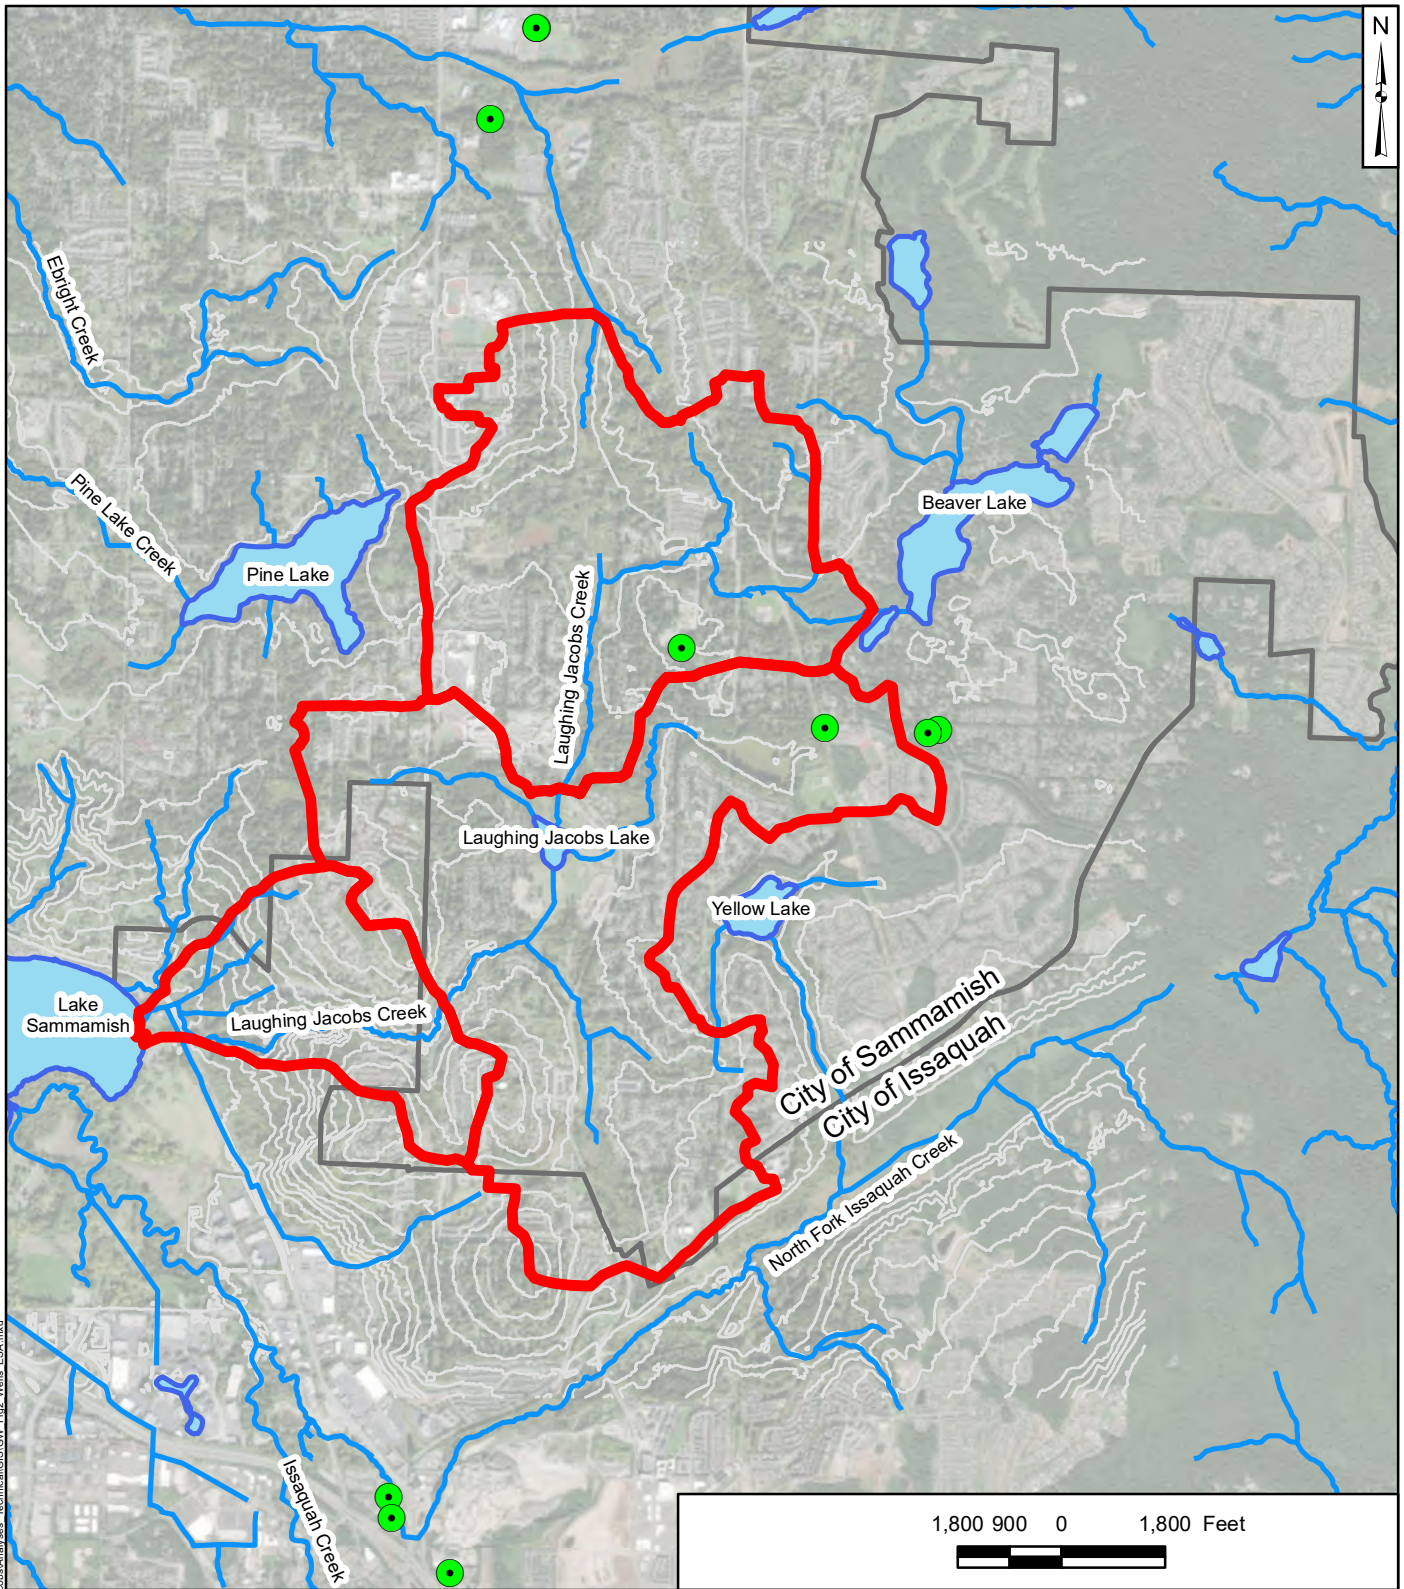 N
Ebright Creek
Pine Lake Creek
Pine Lake
Beaver Lake
Laughing Jacobs Creek
Laughing Jacobs Lake
Yellow Lake
Lake
Sammamish
Laughing Jacobs Creek
City of Sammamish
City of Issaquah
North Fork Issaquah Creek
Issaquah Creek
1,800 900 0 1,800 Feet